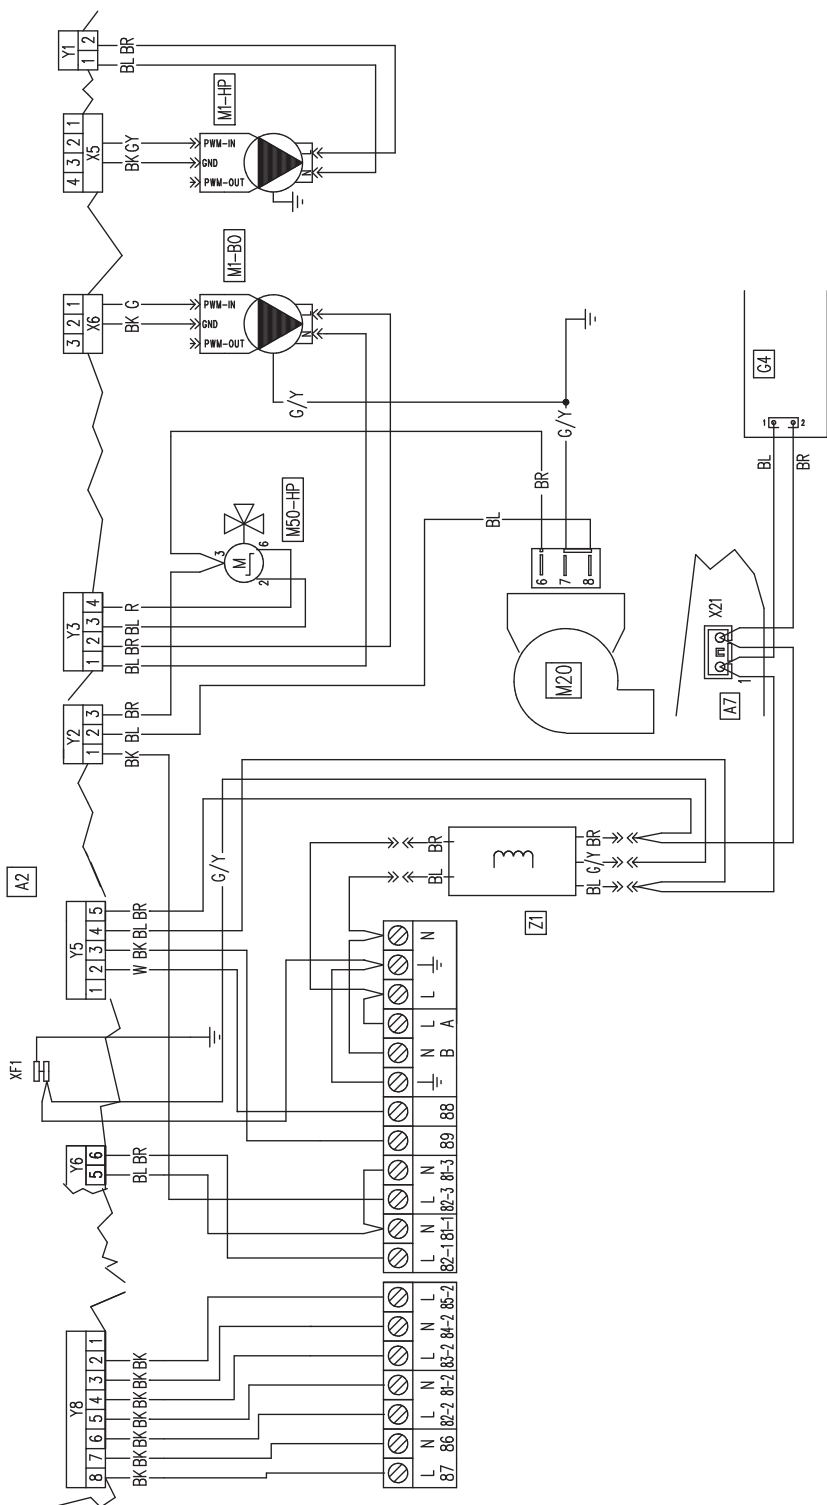 Y1
1 2
BL BR
X5
4 3 2 1
BK GY
M1-HP
PWM-IN
GND
PWM-OUT
N L
X6
3 2 1
BK G
M1-BO
PWM-IN
GND
PWM-OUT
N L
G/Y
G/Y
BR
BL
M50-HP
M
3
6
2
Y3
1 2 3 4
BL BR BL R
6
7
8
M20
G4
1 2
BL BR
X21
1
A7
Y2
1 2 3
BK BL BR
A2
G/Y
Y5
1 2 3 4 5
W BK BL BR
BL BR
BL G/Y BR
Z1
XF1
Y6
5 6
BL BR
N
L
L A
N B
88
89
N 81-3
L 82-3
N 81-1
L 82-1
L 85-2
N 84-2
L 83-2
N 81-2
L 82-2
N 86
L 87
Y8
8 7 6 5 4 3 2 1
BK BK BK BK BK BK BK